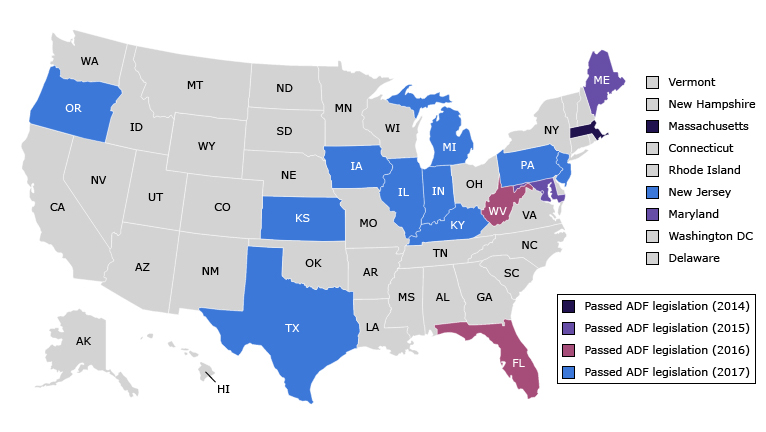 WA
OR
MT
ID
WY
ND
SD
NE
MN
WI
IA
MI
NV
UT
CO
CA
AZ
NM
KS
OK
TX
MO
AR
LA
IL
IN
OH
KY
TN
MS
AL
GA
FL
SC
NC
VA
WV
PA
NY
ME
AK
HI
Vermont
New Hampshire
Massachusetts
Connecticut
Rhode Island
New Jersey
Maryland
Washington DC
Delaware
Passed ADF legislation (2014)
Passed ADF legislation (2015)
Passed ADF legislation (2016)
Passed ADF legislation (2017)